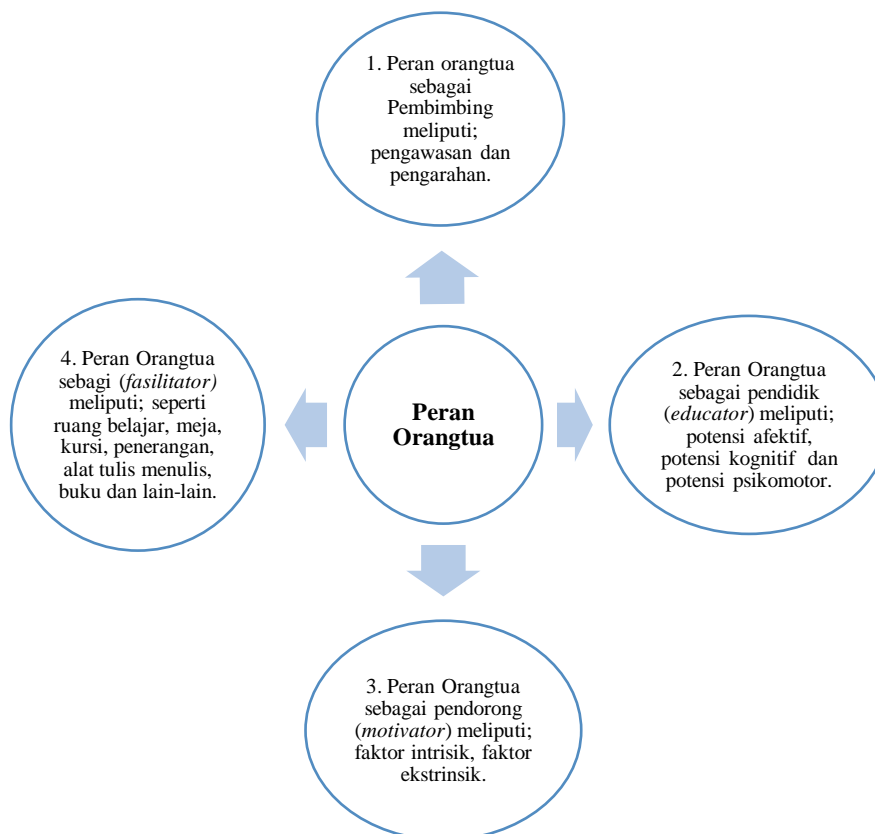 1. Peran orangtua
sebagai
Pembimbing
meliputi;
pengawasan dan
pengarahan.
4. Peran Orangtua
sebagi (fasilitator)
meliputi; seperti
ruang belajar, meja,
kursi, penerangan,
alat tulis menulis,
buku dan lain-lain.
Peran
Orangtua
2. Peran Orangtua
sebagai pendidik
(educator) meliputi;
potensi afektif,
potensi kognitif dan
potensi psikomotor.
3. Peran Orangtua
sebagai pendorong
(motivator) meliputi;
faktor intrisik, faktor
ekstrinsik.